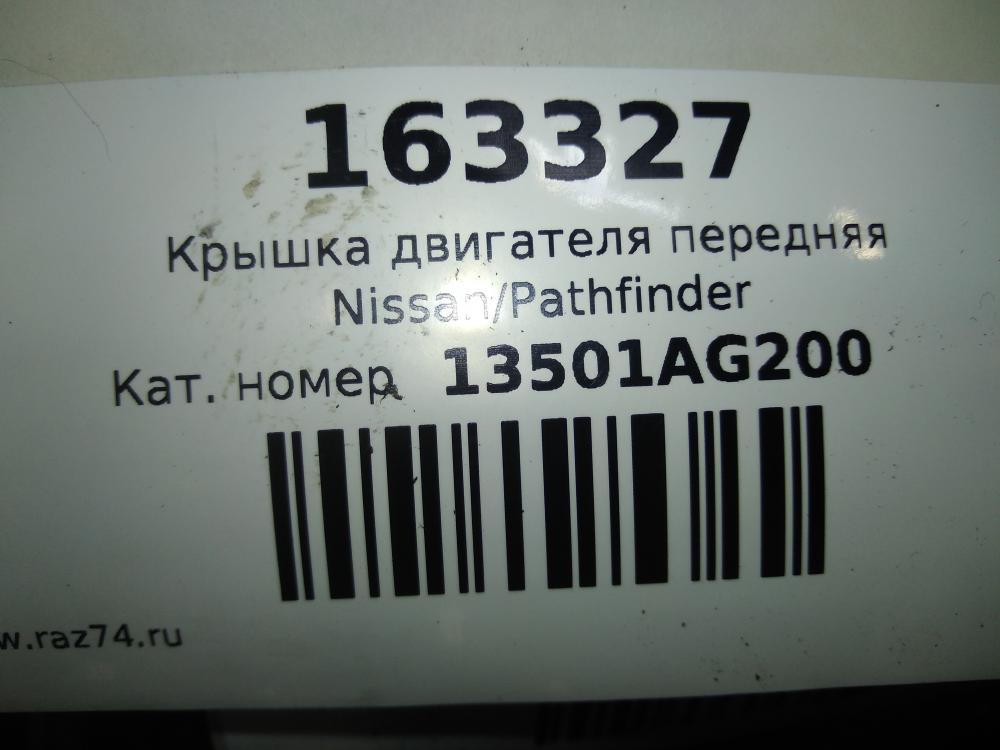 163327
Крышка двигателя передняя
Nissan/Pathfinder
Кат. номер 13501AG200
w.raz74.ru